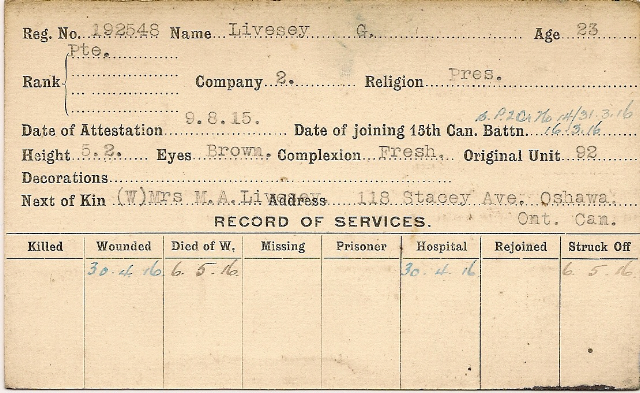 Reg. No. 192548 Name Livesey G. Age 23
Pte.
Rank Company 2. Religion Pres.
9.8.15.
Date of Attestation Date of joining 15th Can. Battn. 16.3.16
Height 5.2. Eyes Brown. Complexion Fresh. Original Unit 92
Decorations
Next of Kin (W)Mrs M.A.Livesey Address 118 Stacey Ave. Oshawa.
Ont. Can.
RECORD OF SERVICES.
Killed Wounded Died of W. Missing Prisoner Hospital Rejoined Struck Off
30.4.16 6.5.16 30.4.16 6.5.16